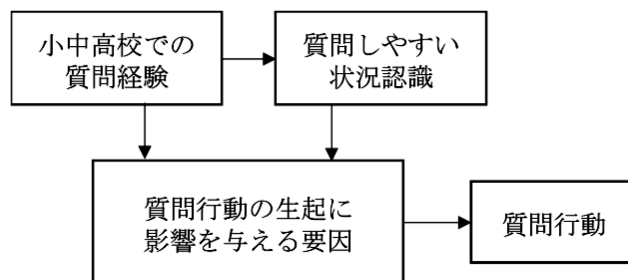 小中高校での
質問経験
質問しやすい
状況認識
質問行動の生起に
影響を与える要因
質問行動